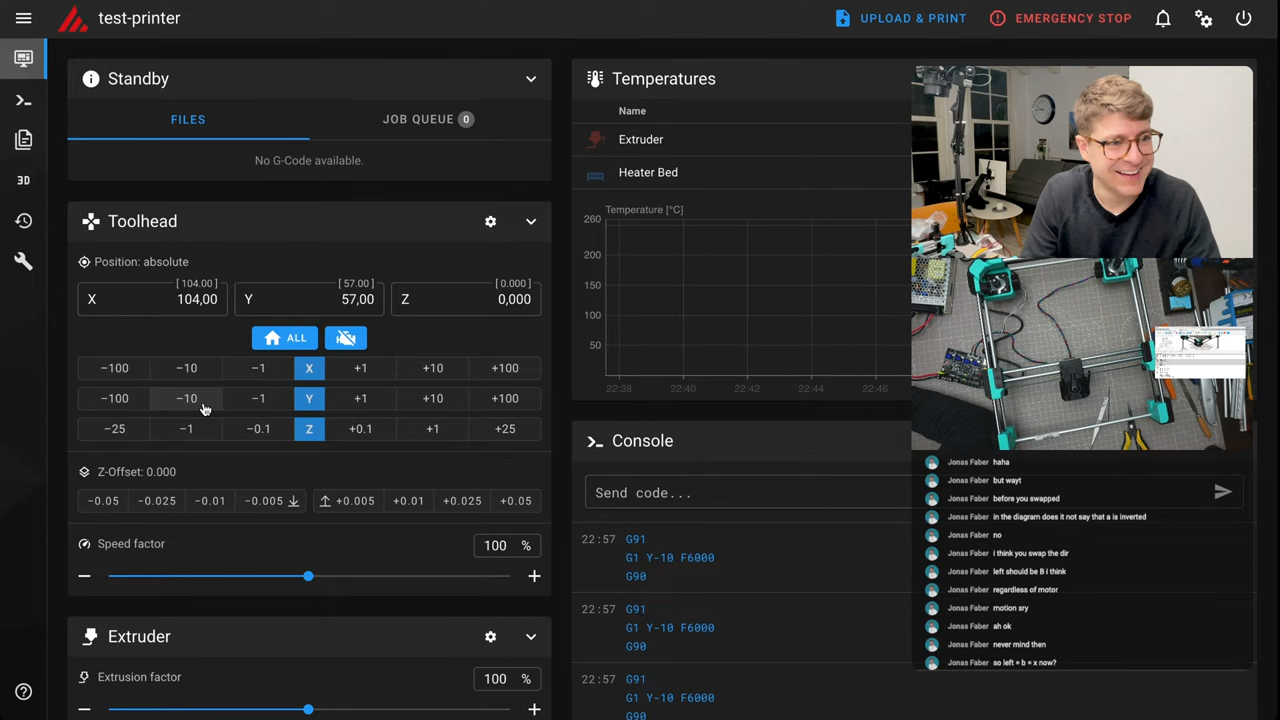 test-printer
UPLOAD & PRINT
EMERGENCY STOP
Standby
FILES
JOB QUEUE 0
No G-Code available.
Toolhead
Position: absolute
[ 104.00 ]
[ 57.00 ]
[ 0.000 ]
X 104,00
Y 57,00
Z 0,000
ALL
−100 −10 −1 X +1 +10 +100
−100 −10 −1 Y +1 +10 +100
−25 −1 −0.1 Z +0.1 +1 +25
Z-Offset: 0.000
−0.05 −0.025 −0.01 −0.005 +0.005 +0.01 +0.025 +0.05
Speed factor
100 %
Extruder
Extrusion factor
100 %
3D
Temperatures
Name
Extruder
Heater Bed
Temperature [°C]
260
200
150
100
50
22:38 22:40 22:42 22:44 22:46
Console
Send code...
22:57 G91
G1 Y-10 F6000
G90
22:57 G91
G1 Y-10 F6000
G90
22:57 G91
G1 Y-10 F6000
G90
Jonas Faber haha
Jonas Faber but wayt
Jonas Faber before you swapped
Jonas Faber in the diagram does it not say that a is inverted
Jonas Faber no
Jonas Faber i think you swap the dir
Jonas Faber left should be B i think
Jonas Faber regardless of motor
Jonas Faber motion sry
Jonas Faber ah ok
Jonas Faber never mind then
Jonas Faber so left = b = x now?